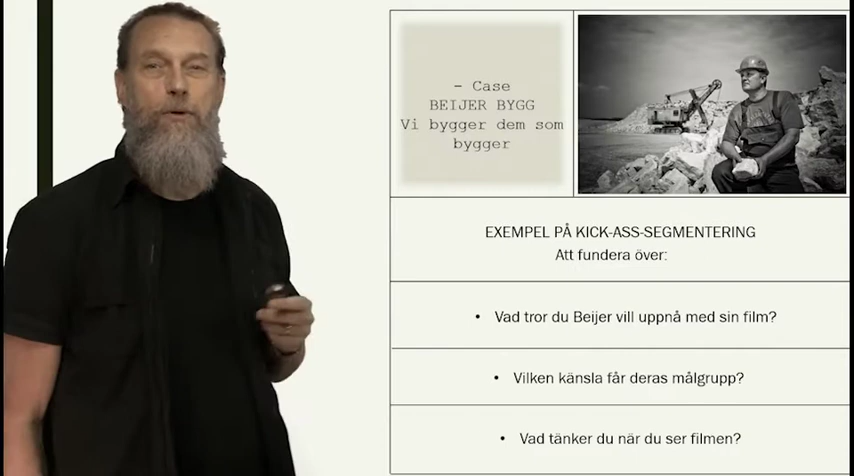 - Case
BEIJER BYGG
Vi bygger dem som
bygger
EXEMPEL PÅ KICK-ASS-SEGMENTERING
Att fundera över:
• Vad tror du Beijer vill uppnå med sin film?
• Vilken känsla får deras målgrupp?
• Vad tänker du när du ser filmen?